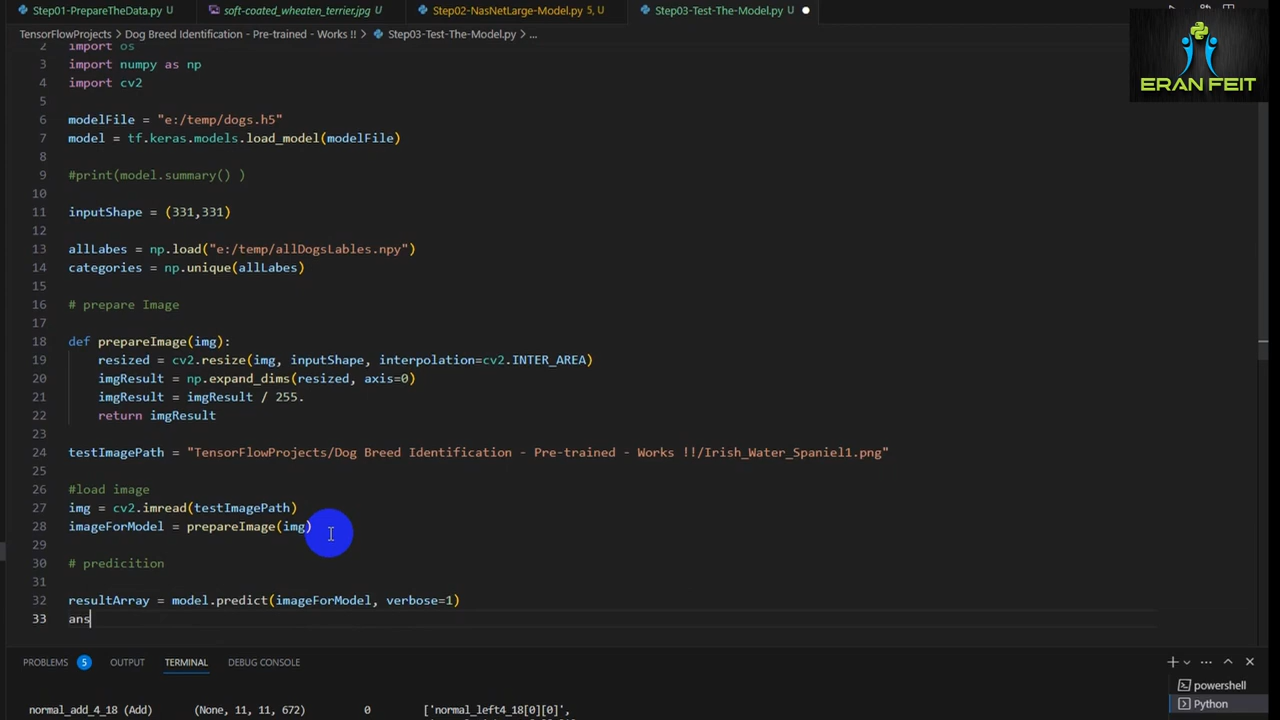 Step01-PrepareTheData.py U soft-coated_wheaten_terrier.jpg U Step02-NasNetLarge-Model.py 5, U Step03-Test-The-Model.py U
TensorFlowProjects > Dog Breed Identification - Pre-trained - Works !! > Step03-Test-The-Model.py > ...
ERAN FEIT
2 import os
3 import numpy as np
4 import cv2
5
6 modelFile = "e:/temp/dogs.h5"
7 model = tf.keras.models.load_model(modelFile)
8
9 #print(model.summary() )
10
11 inputShape = (331,331)
12
13 allLabes = np.load("e:/temp/allDogsLables.npy")
14 categories = np.unique(allLabes)
15
16 # prepare Image
17
18 def prepareImage(img):
19 resized = cv2.resize(img, inputShape, interpolation=cv2.INTER_AREA)
20 imgResult = np.expand_dims(resized, axis=0)
21 imgResult = imgResult / 255.
22 return imgResult
23
24 testImagePath = "TensorFlowProjects/Dog Breed Identification - Pre-trained - Works !!/Irish_Water_Spaniel1.png"
25
26 #load image
27 img = cv2.imread(testImagePath)
28 imageForModel = prepareImage(img)
29
30 # predicition
31
32 resultArray = model.predict(imageForModel, verbose=1)
33 ans
PROBLEMS 5 OUTPUT TERMINAL DEBUG CONSOLE
powershell
Python
normal_add_4_18 (Add) (None, 11, 11, 672) 0 ['normal_left4_18[0][0]',